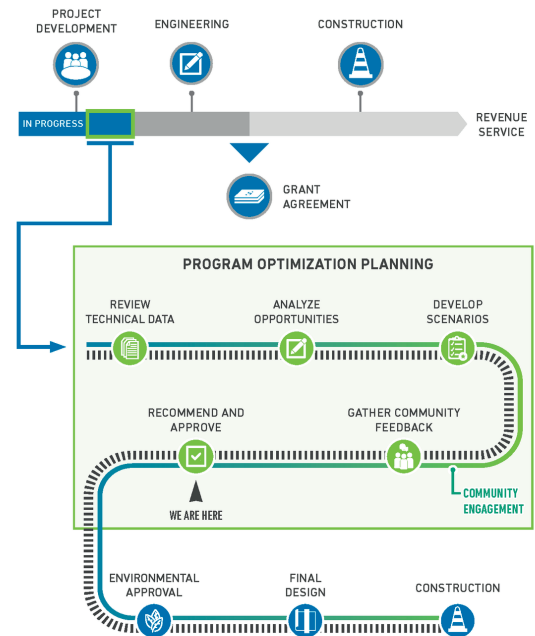 PROJECT
DEVELOPMENT
ENGINEERING
CONSTRUCTION
IN PROGRESS
REVENUE
SERVICE
GRANT
AGREEMENT
PROGRAM OPTIMIZATION PLANNING
REVIEW
TECHNICAL DATA
ANALYZE
OPPORTUNITIES
DEVELOP
SCENARIOS
RECOMMEND AND
APPROVE
GATHER COMMUNITY
FEEDBACK
COMMUNITY
ENGAGEMENT
WE ARE HERE
ENVIRONMENTAL
APPROVAL
FINAL
DESIGN
CONSTRUCTION